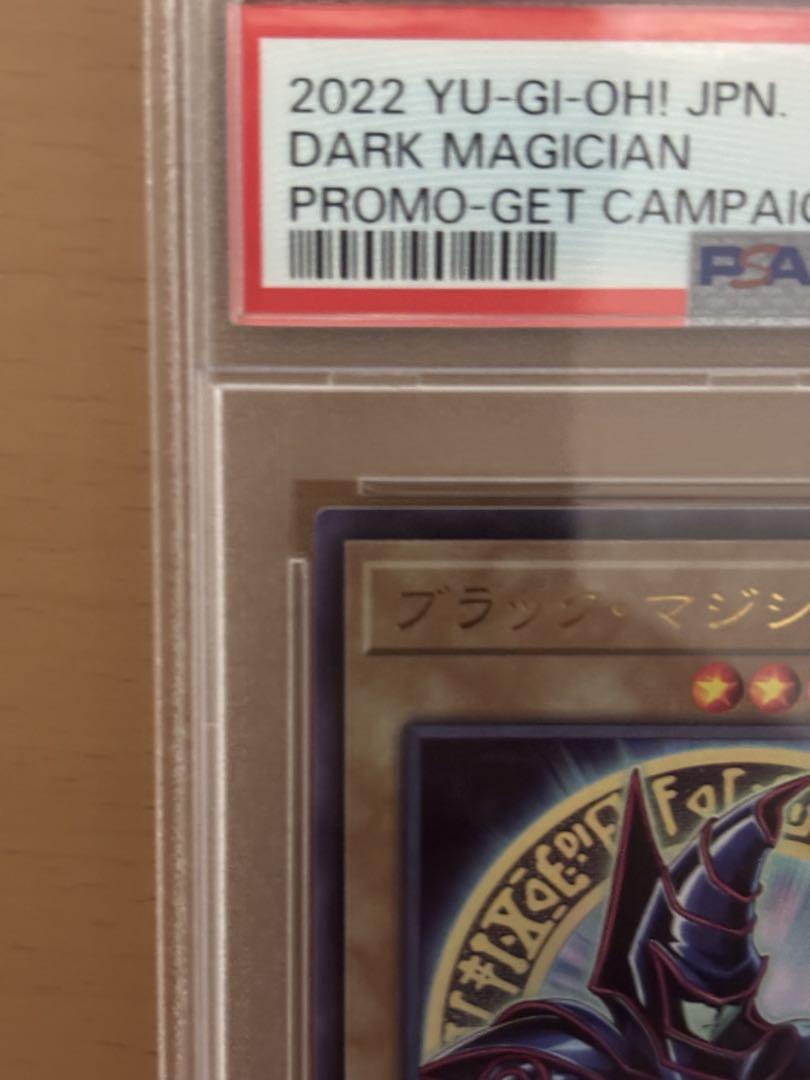 2022 YU-GI-OH! JPN.
DARK MAGICIAN
PROMO-GET CAMPAIG
PSA
ブラック・マジシ